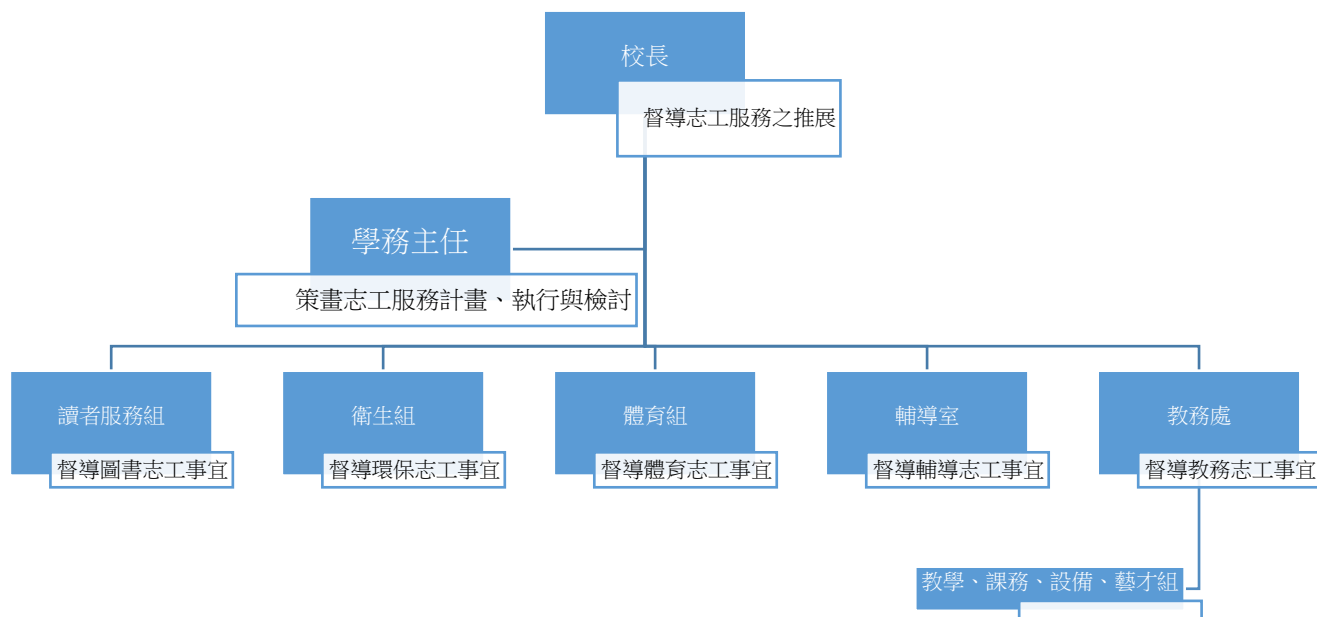 校長
督導志工服務之推展
學務主任
策畫志工服務計畫、執行與檢討
讀者服務組
督導圖書志工事宜
衛生組
督導環保志工事宜
體育組
督導體育志工事宜
輔導室
督導輔導志工事宜
教務處
督導教務志工事宜
教學、課務、設備、藝才組